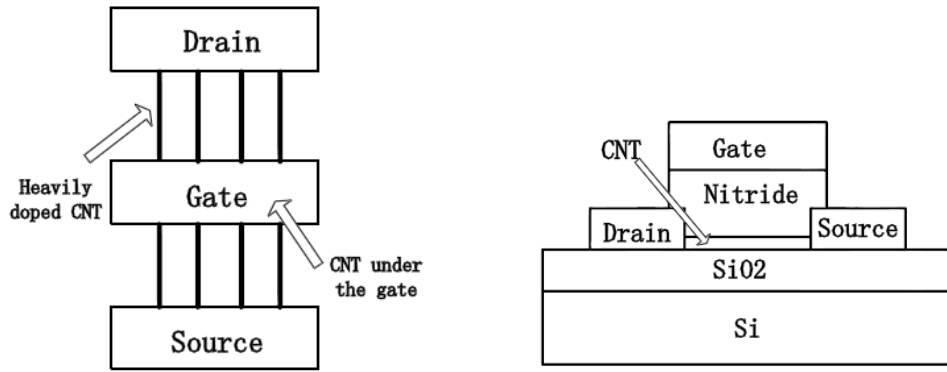 Drain
Heavily
doped CNT
Gate
CNT under
the gate
Source
CNT
Gate
Nitride
Drain
Source
SiO2
Si